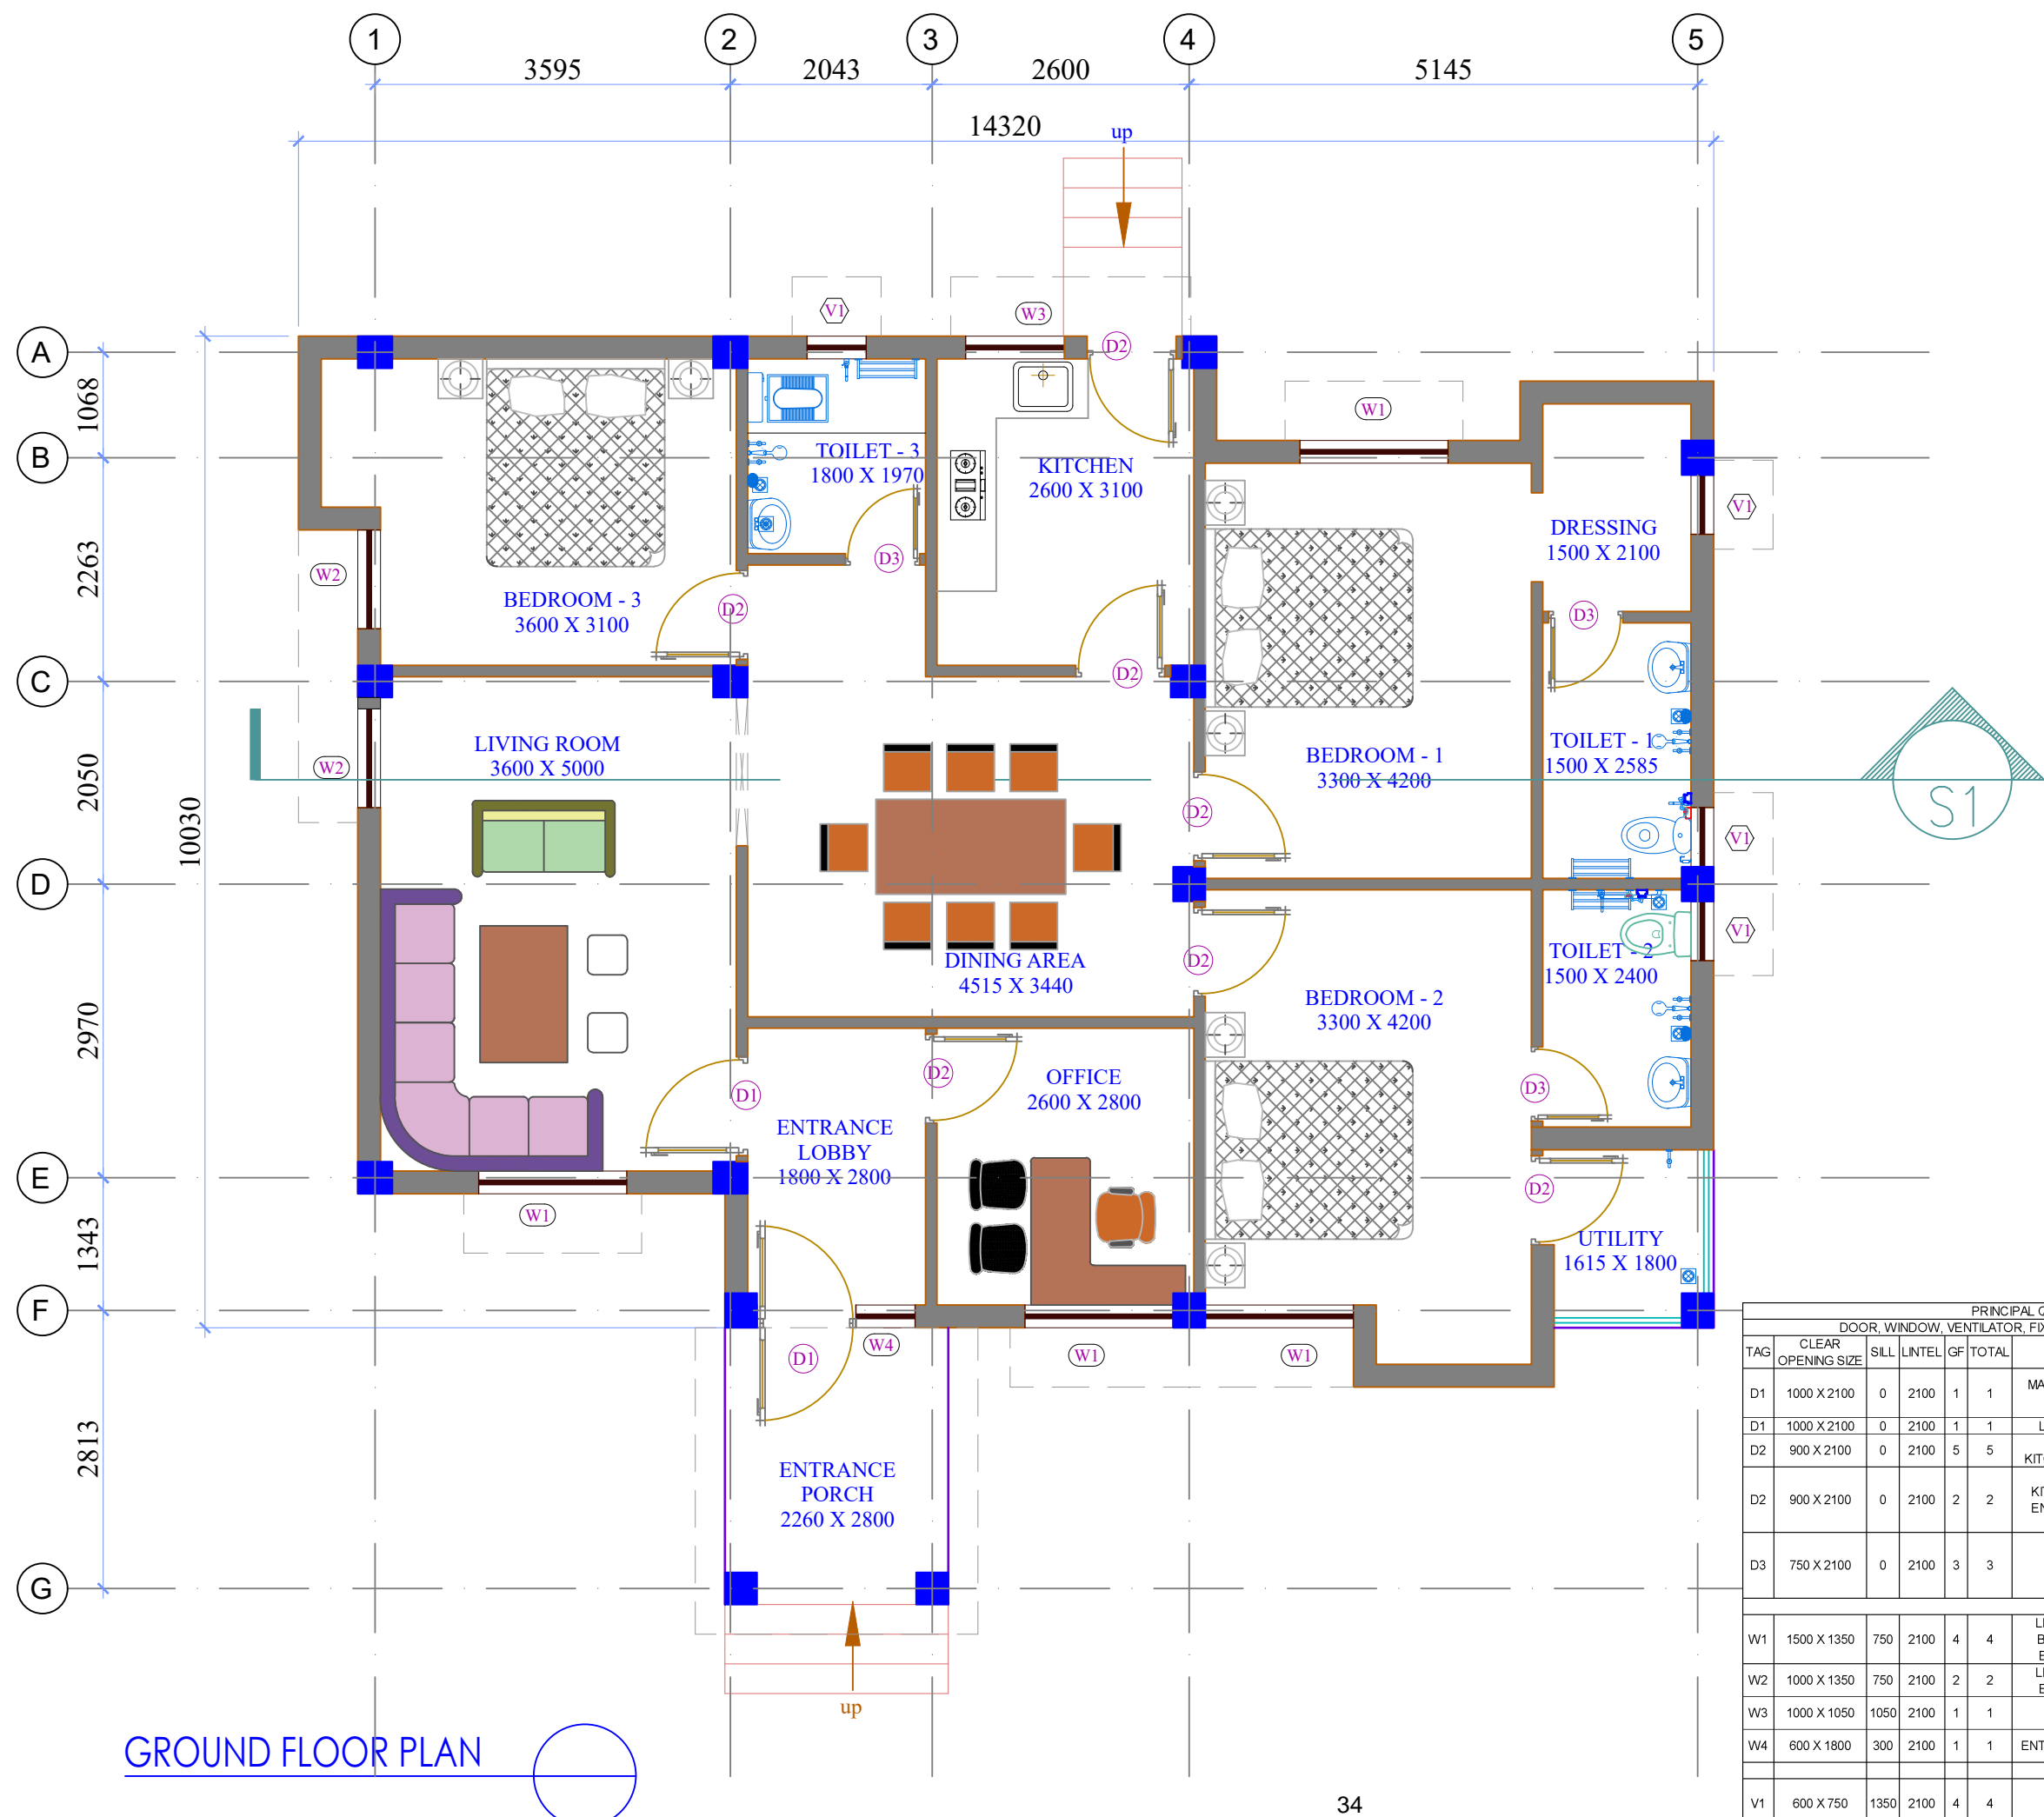 1 2 3 4 5
3595 2043 2600 5145
14320
up
V1
W3
A
D2
1068
W1
B
TOILET - 3
1800 X 1970
KITCHEN
2600 X 3100
V1
DRESSING
1500 X 2100
2263
W2
D3
BEDROOM - 3
3600 X 3100
D2
D3
C
D2
LIVING ROOM
3600 X 5000
W2
BEDROOM - 1
3300 X 4200
TOILET - 1
1500 X 2585
2050
10030
D2
S1
V1
D
TOILET - 2
1500 X 2400
V1
DINING AREA
4515 X 3440
D2
BEDROOM - 2
3300 X 4200
2970
D1
D2
OFFICE
2600 X 2800
D3
ENTRANCE
LOBBY
1800 X 2800
E
D2
W1
UTILITY
1615 X 1800
1343
F
D1
W4
W1
W1
2813
ENTRANCE
PORCH
2260 X 2800
G
up
GROUND FLOOR PLAN
34
PRINCIPAL
DOOR, WINDOW, VENTILATOR,
TAG CLEAR OPENING SIZE SILL LINTEL GF TOTAL
D1 1000 X 2100 0 2100 1 1
D1 1000 X 2100 0 2100 1 1
D2 900 X 2100 0 2100 5 5
D2 900 X 2100 0 2100 2 2
D3 750 X 2100 0 2100 3 3
W1 1500 X 1350 750 2100 4 4
W2 1000 X 1350 750 2100 2 2
W3 1000 X 1050 1050 2100 1 1
W4 600 X 1800 300 2100 1 1
V1 600 X 750 1350 2100 4 4